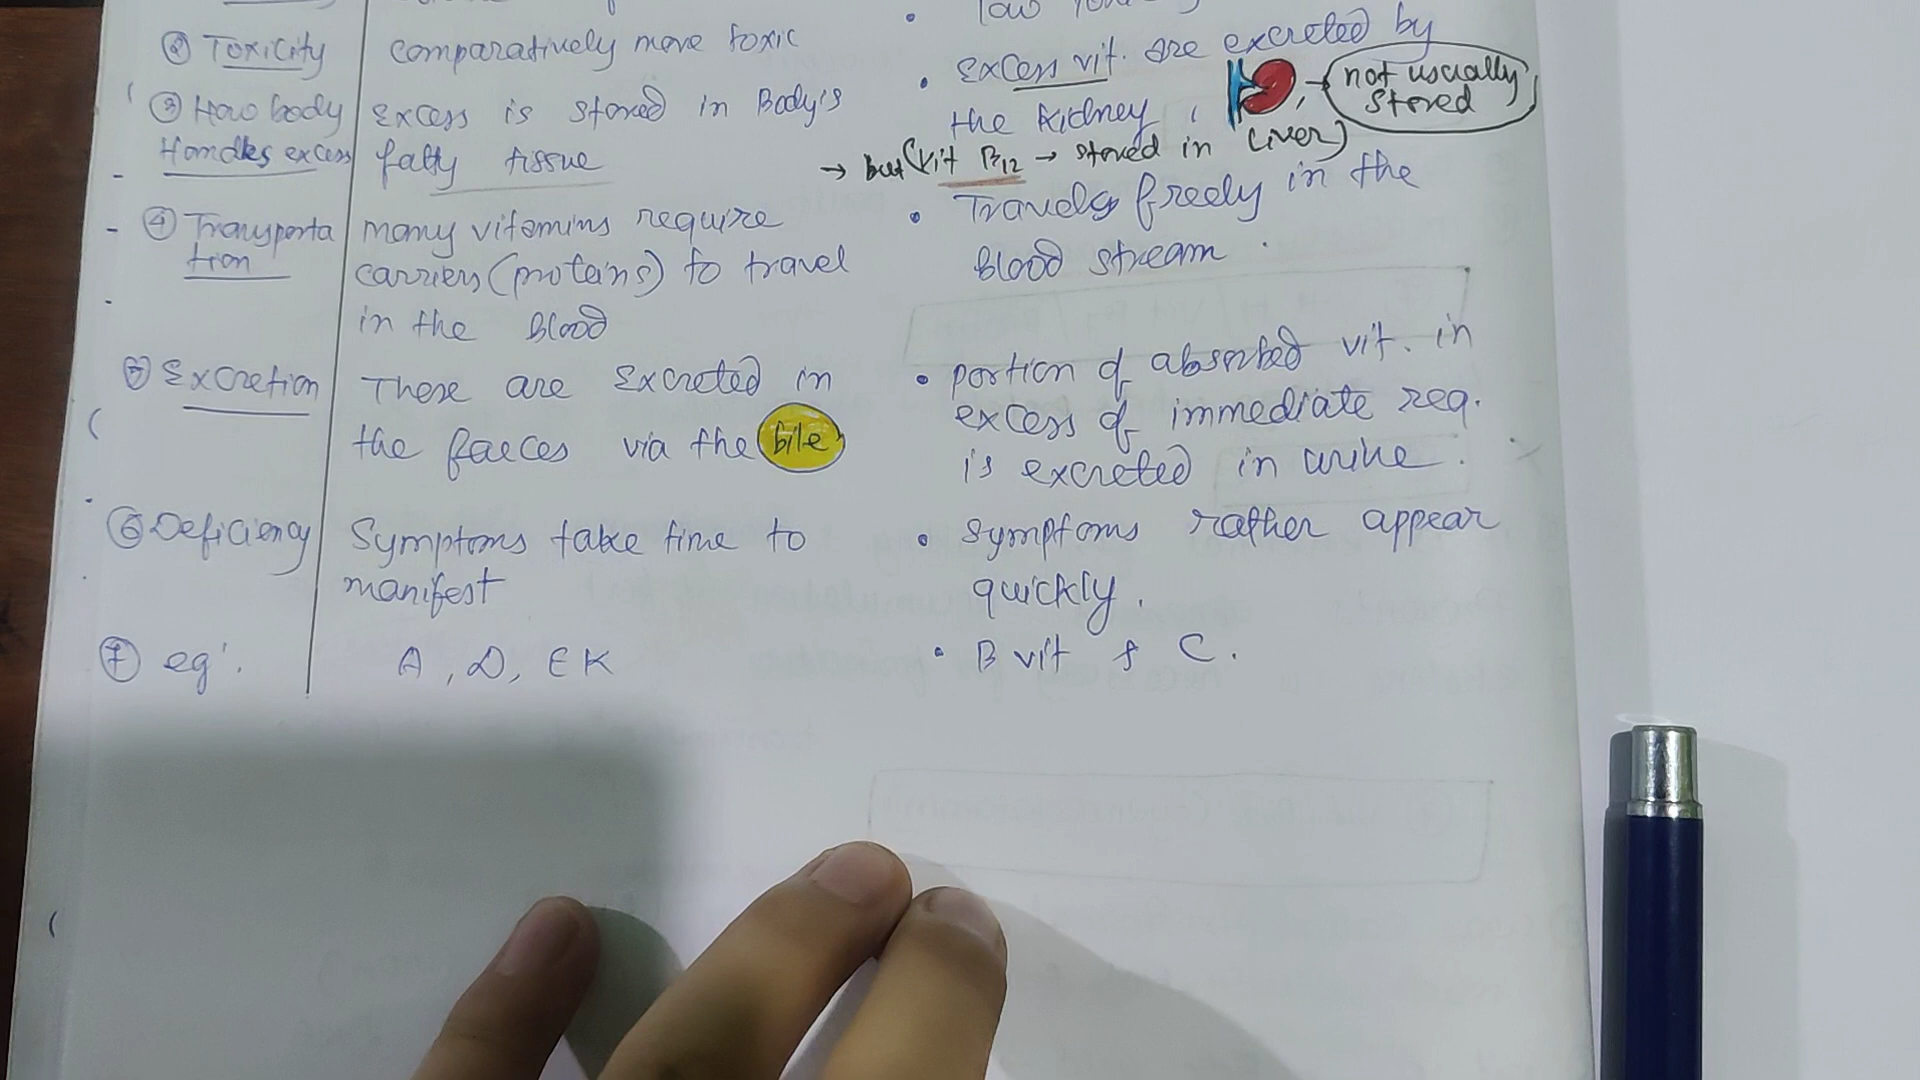 ② Toxicity comparatively more toxic
low
• Excess vit. are excreted by
the kidney, not usually
stored
③ How body Excess is stored in Body's
Handles excess fatty tissue
→ but (vit B12 → stored in liver)
④ Transporta many vitamins require
tion carriers (proteins) to travel
in the Blood
• Travels freely in the
Blood stream.
⑤ Excretion These are Excreted in
the faeces via the bile
• portion of absorbed vit. in
excess of immediate req.
is excreted in urine.
⑥ Deficiency Symptoms take time to
manifest
• symptoms rather appear
quickly.
⑦ eg'. A, D, E K
• B vit & C.